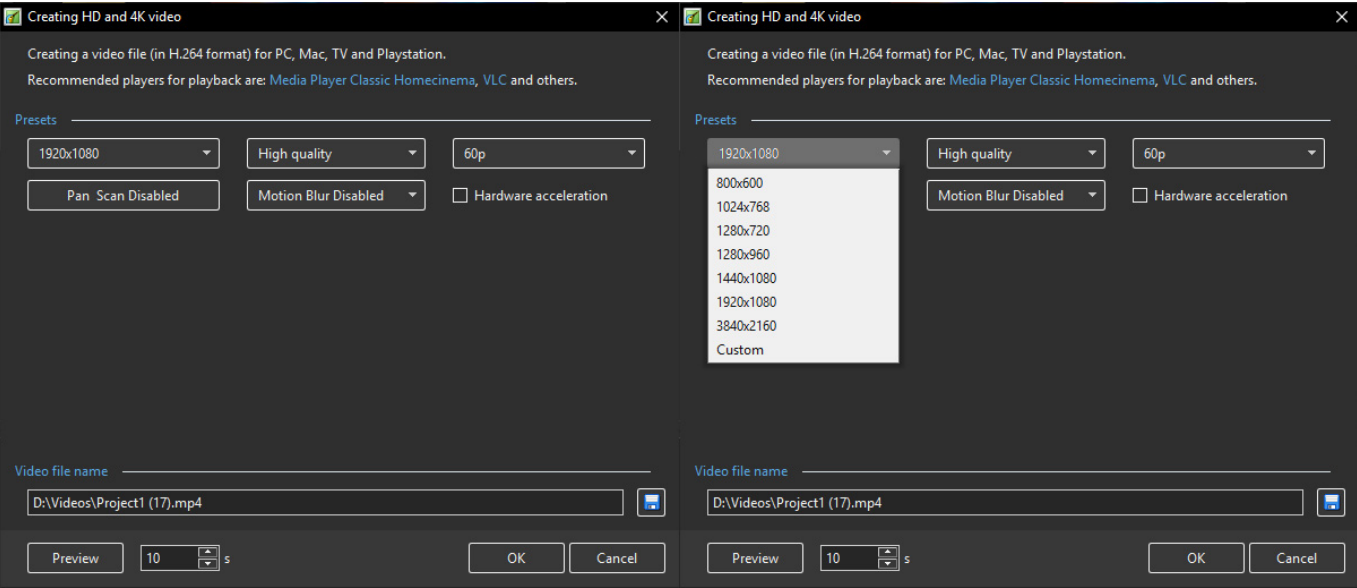 Creating HD and 4K video
Creating a video file (in H.264 format) for PC, Mac, TV and Playstation.
Recommended players for playback are: Media Player Classic Homecinema, VLC and others.
Presets
1920x1080
High quality
60p
Pan Scan Disabled
Motion Blur Disabled
Hardware acceleration
Video file name
D:\Videos\Project1 (17).mp4
Preview
10
s
OK
Cancel
Creating HD and 4K video
Creating a video file (in H.264 format) for PC, Mac, TV and Playstation.
Recommended players for playback are: Media Player Classic Homecinema, VLC and others.
Presets
1920x1080
High quality
60p
800x600
1024x768
1280x720
1280x960
1440x1080
1920x1080
3840x2160
Custom
Motion Blur Disabled
Hardware acceleration
Video file name
D:\Videos\Project1 (17).mp4
Preview
10
s
OK
Cancel